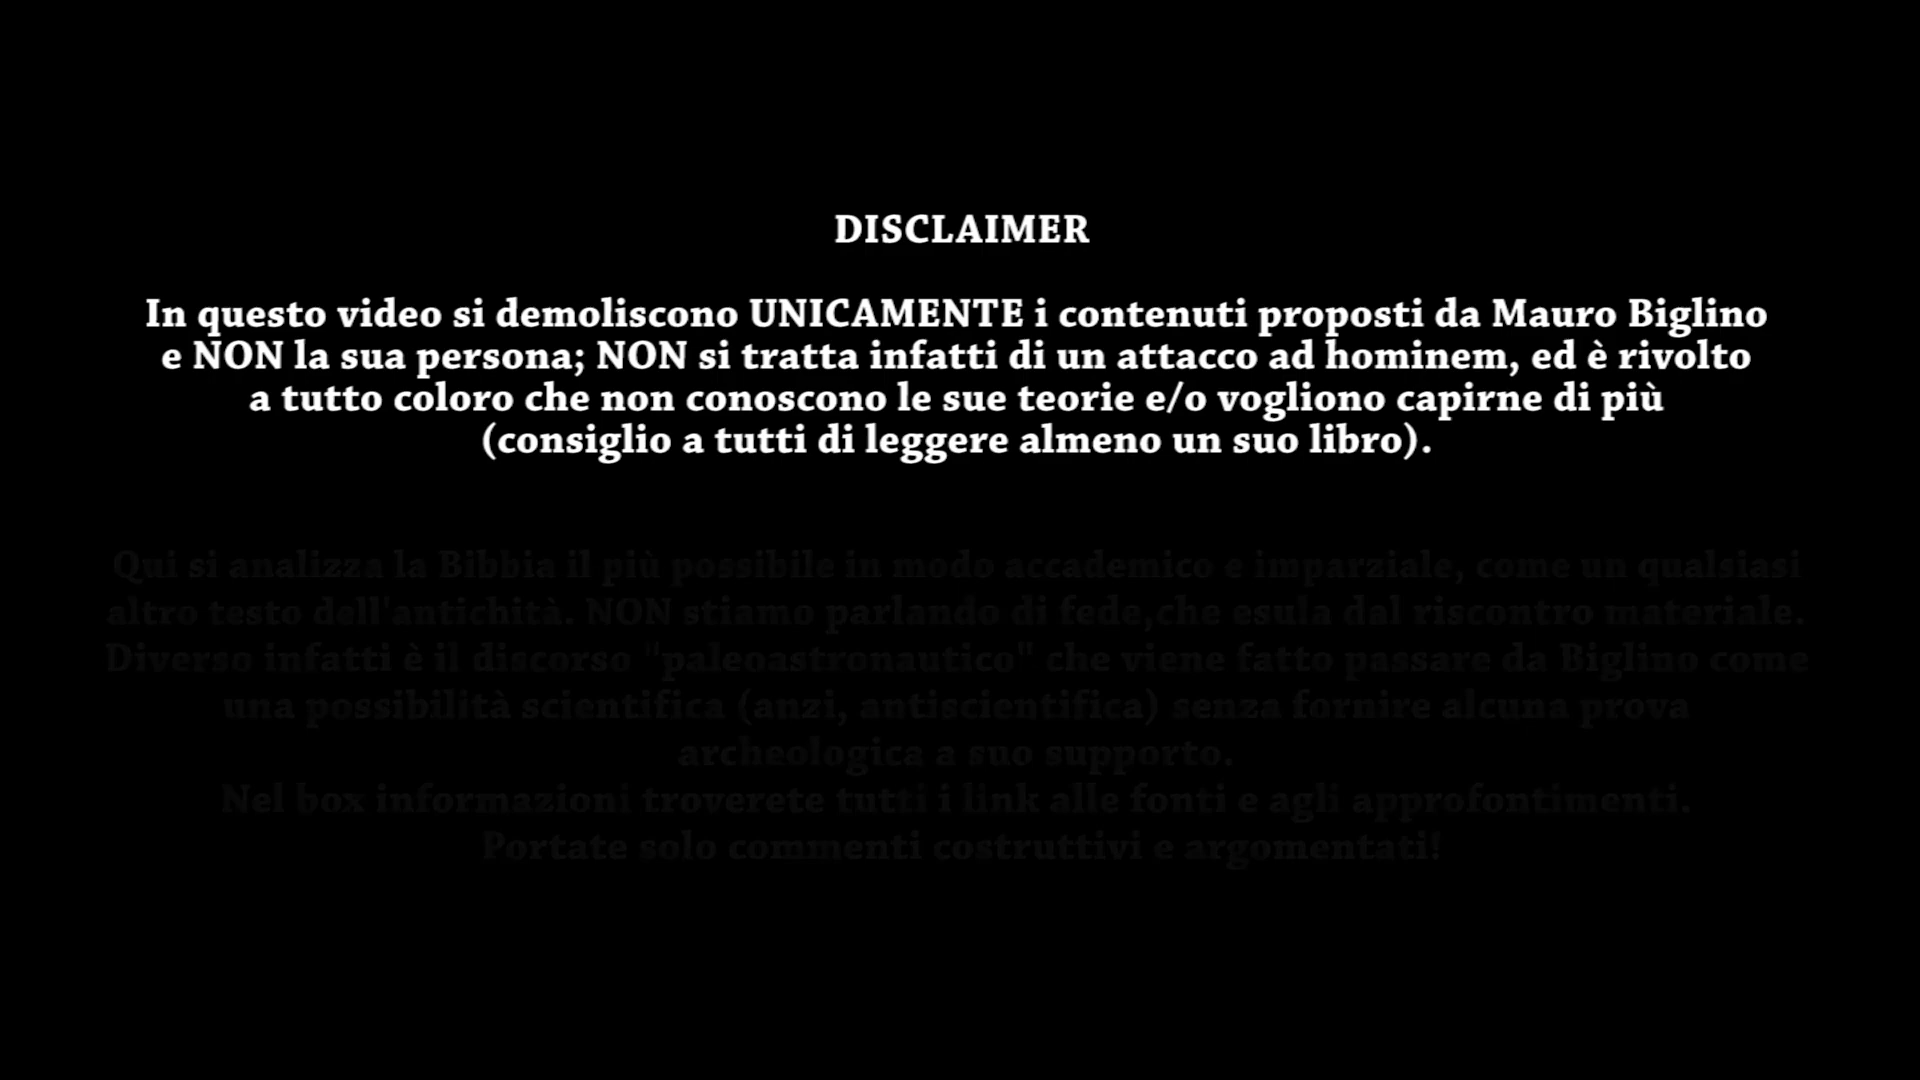 DISCLAIMER
In questo video si demoliscono UNICAMENTE i contenuti proposti da Mauro Biglino
e NON la sua persona; NON si tratta infatti di un attacco ad hominem, ed è rivolto
a tutto coloro che non conoscono le sue teorie e/o vogliono capirne di più
(consiglio a tutti di leggere almeno un suo libro).
Qui si analizza la Bibbia il più possibile in modo accademico e imparziale, come un qualsiasi
altro testo dell'antichità. NON stiamo parlando di fede,che esula dal riscontro materiale.
Diverso infatti è il discorso "paleoastronautico" che viene fatto passare da Biglino come
una possibilità scientifica (anzi, antiscientifica) senza fornire alcuna prova
archeologica a suo supporto.
Nel box informazioni troverete tutti i link alle fonti e agli approfontimenti.
Portate solo commenti costruttivi e argomentati!